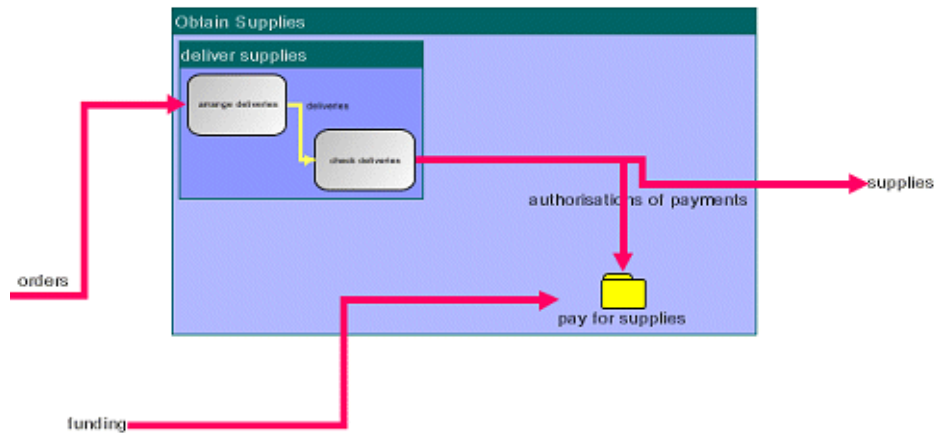 Obtain Supplies
deliver supplies
arrange deliveries
deliveries
check deliveries
supplies
authorisations of payments
orders
pay for supplies
funding